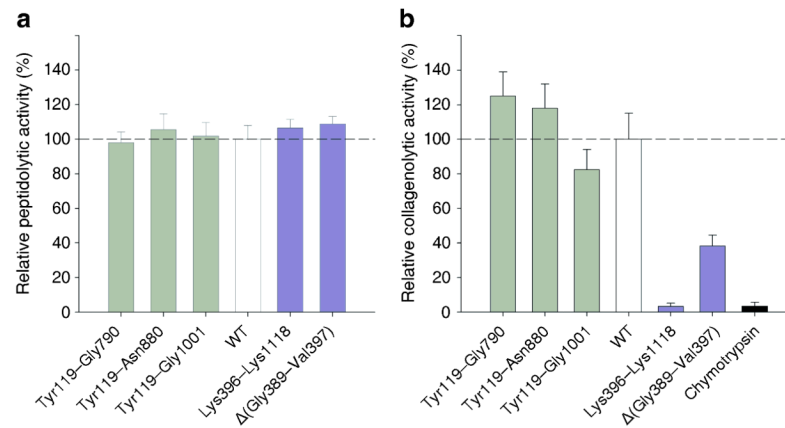 a
Relative peptidolytic activity (%)
140
120
100
80
60
40
20
0
Tyr119–Gly790
Tyr119–Asn880
Tyr119–Gly1001
WT
Lys396–Lys1118
Δ(Gly389–Val397)
b
Relative collagenolytic activity (%)
140
120
100
80
60
40
20
0
Tyr119–Gly790
Tyr119–Asn880
Tyr119–Gly1001
WT
Lys396–Lys1118
Δ(Gly389–Val397)
Chymotrypsin